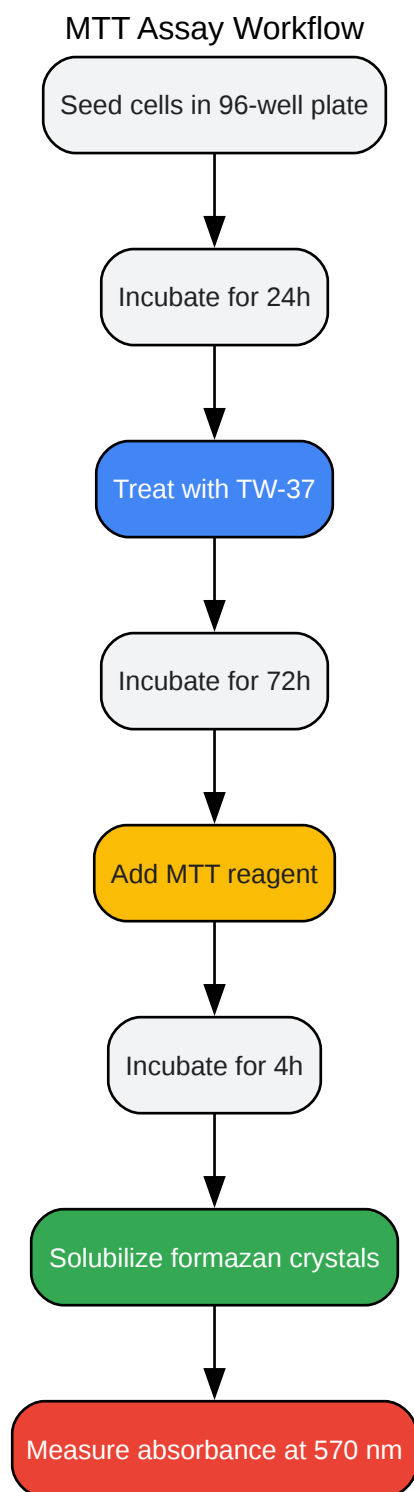 MTT Assay Workflow
Seed cells in 96-well plate
Incubate for 24h
Treat with TW-37
Incubate for 72h
Add MTT reagent
Incubate for 4h
Solubilize formazan crystals
Measure absorbance at 570 nm